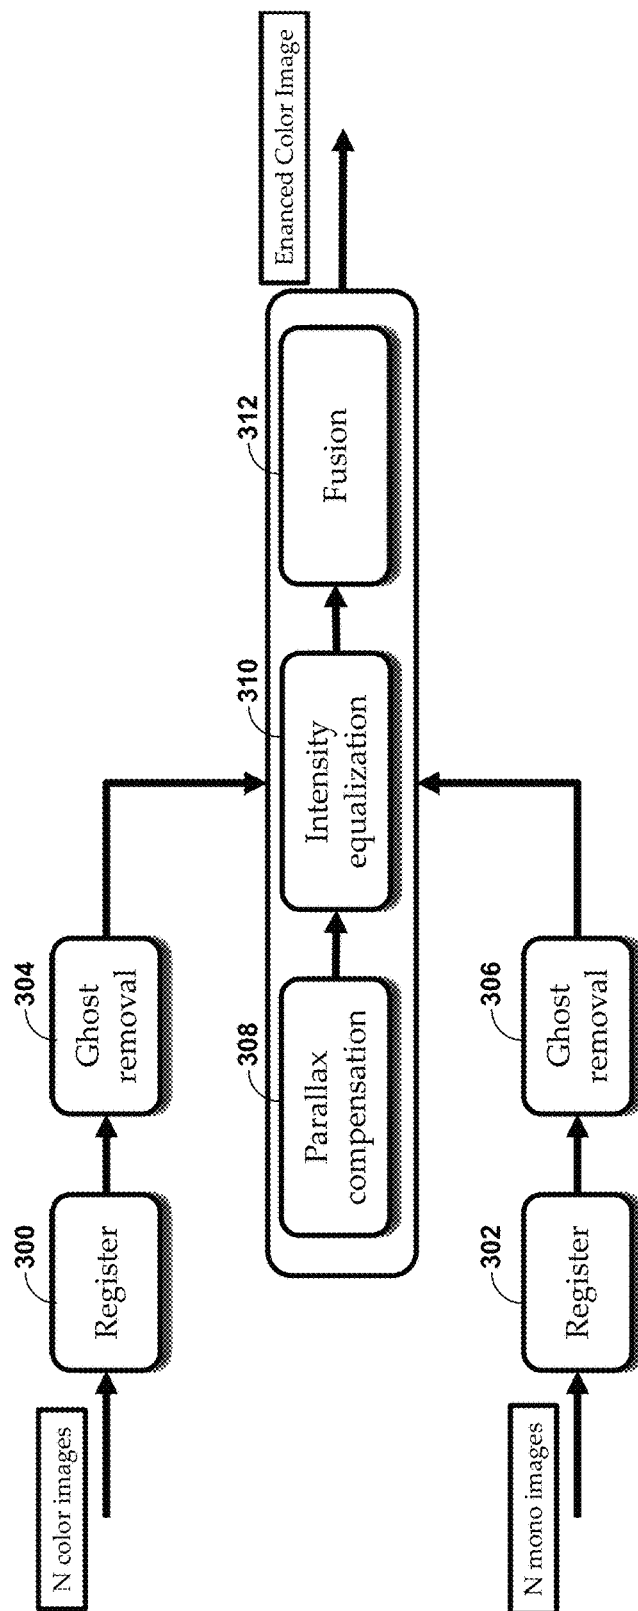 N color images
300
Register
304
Ghost
removal
308
Parallax
compensation
310
Intensity
equalization
312
Fusion
Enanced Color Image
N mono images
302
Register
306
Ghost
removal